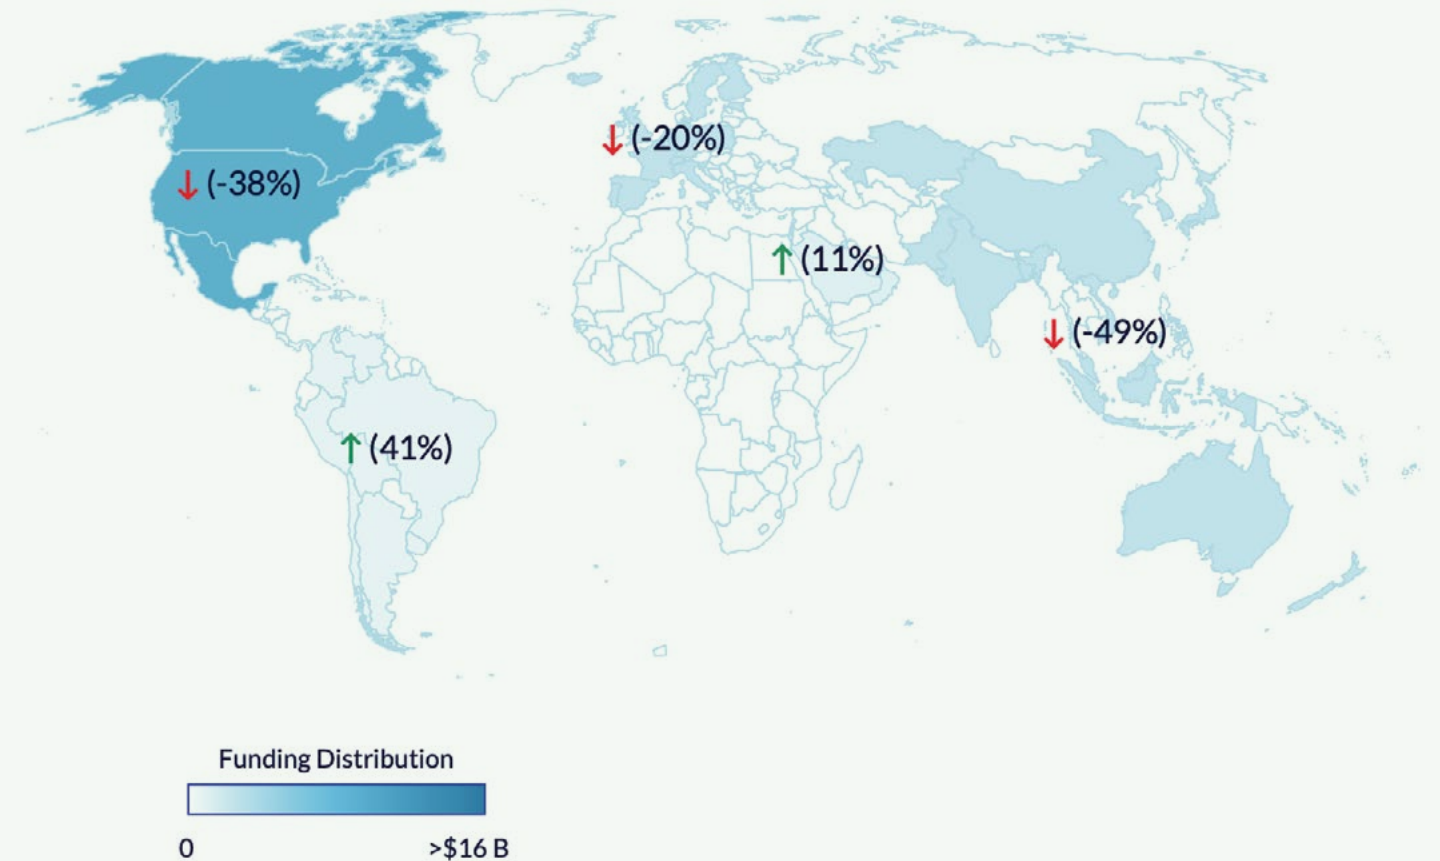 ↓ (-20%)
↓ (-38%)
↑ (11%)
↓ (-49%)
↑ (41%)
Funding Distribution
0 >$16 B